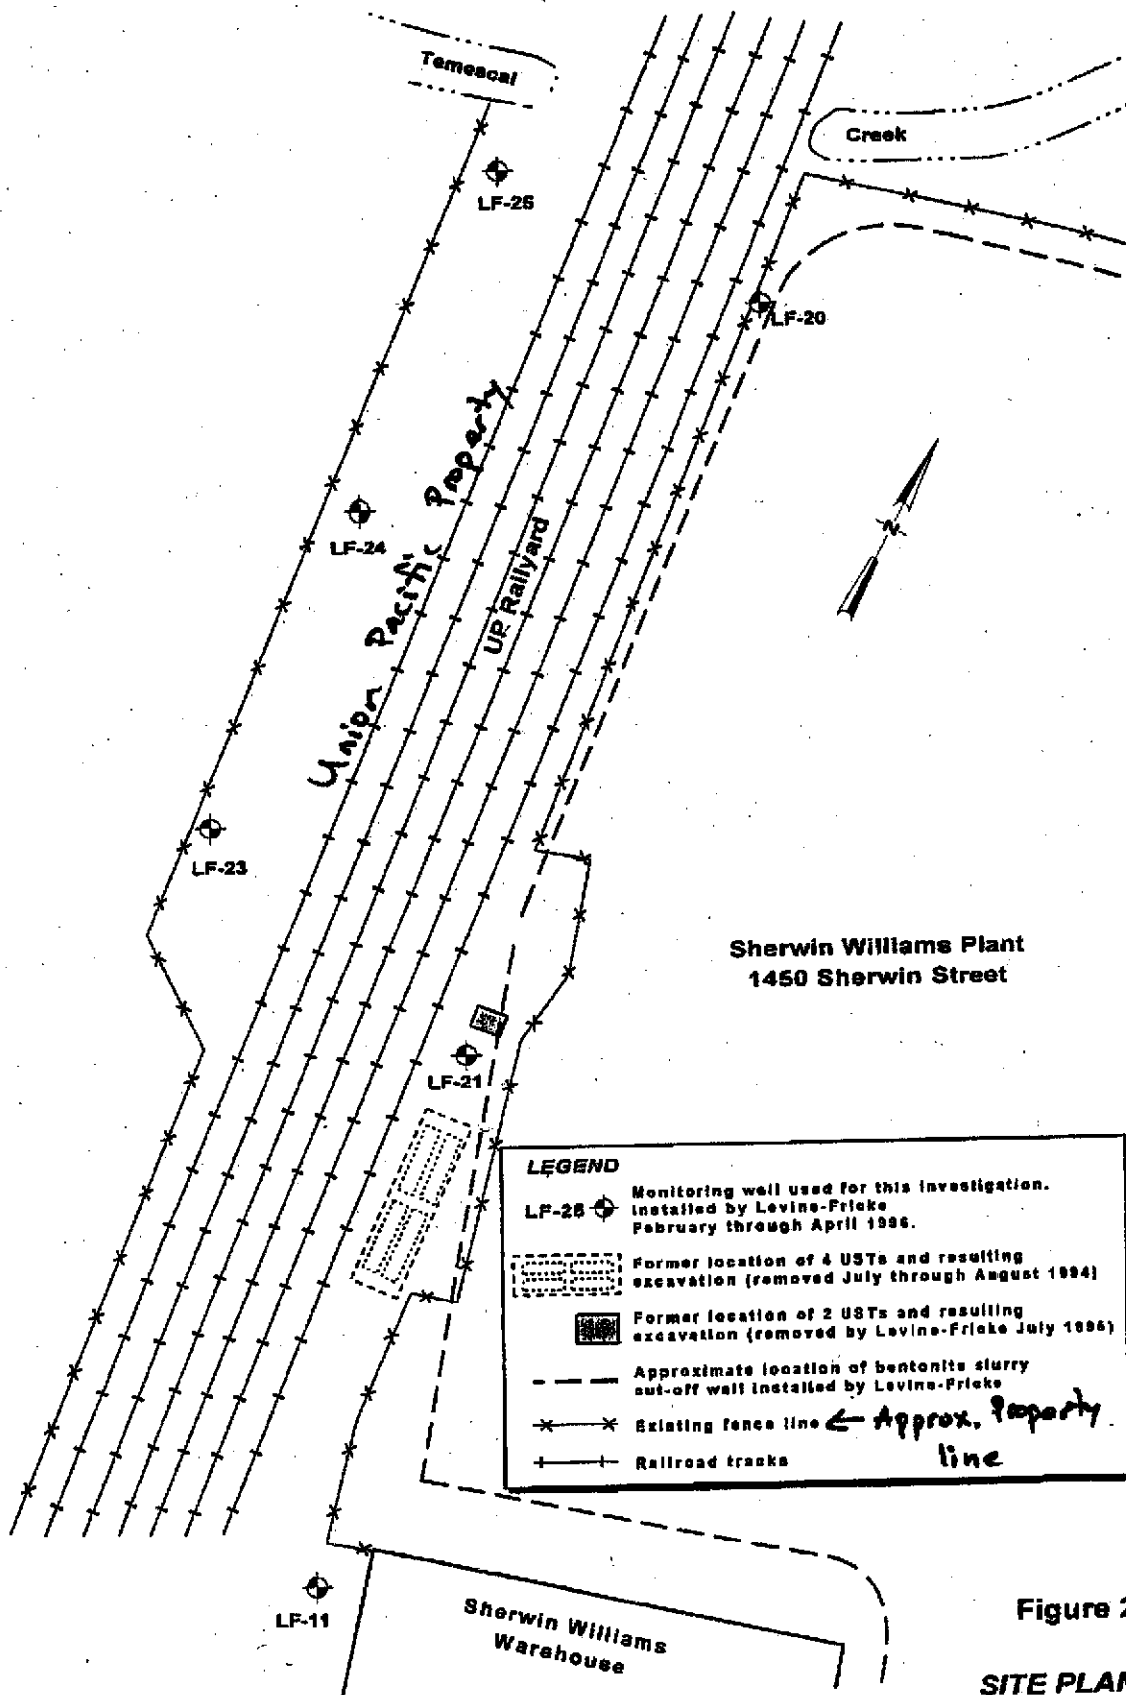 Temescal
Creek
LF-25
LF-20
Union Pacific Property
UP Railyard
N
LF-24
LF-23
Sherwin Williams Plant
1450 Sherwin Street
LF-21
LEGEND
LF-25 Monitoring well used for this investigation.
installed by Levine-Fricke
February through April 1996.
Former location of 4 USTs and resulting
excavation (removed July through August 1994)
Former location of 2 USTs and resulting
excavation (removed by Levine-Fricke July 1995)
Approximate location of bentonite slurry
cut-off wall installed by Levine-Fricke
Existing fence line ← Approx. Property
line
Railroad tracks
LF-11
Sherwin Williams
Warehouse
Figure 2
SITE PLAN